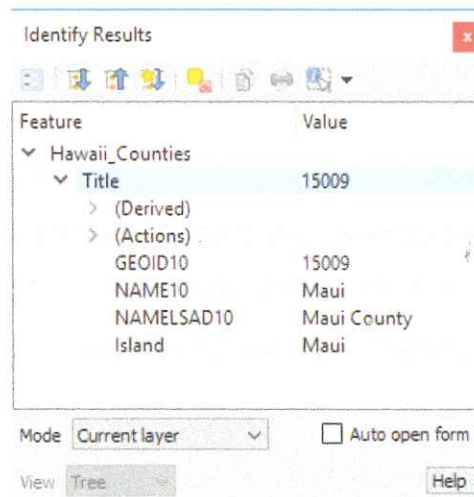 Identify Results
x
Feature Value
Hawaii_Counties
Title 15009
(Derived)
(Actions)
GEOID10 15009
NAME10 Maui
NAMELSAD10 Maui County
Island Maui
Mode Current layer Auto open form
View Tree Help